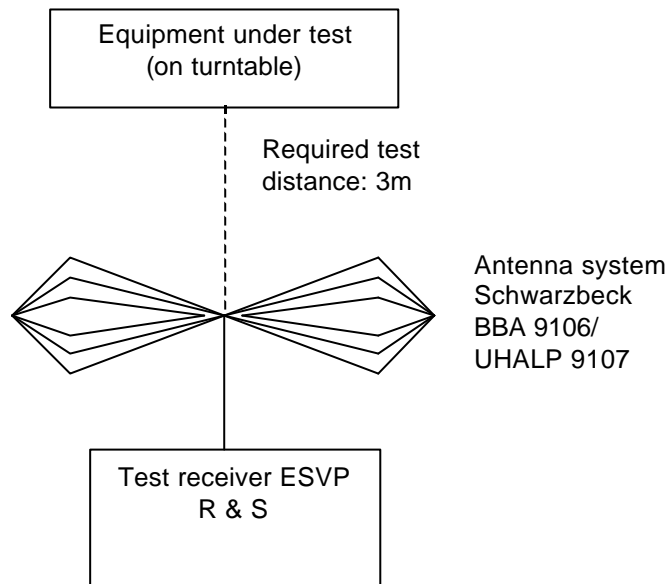 Equipment under test
(on turntable)
Required test
distance: 3m
Antenna system
Schwarzbeck
BBA 9106/
UHALP 9107
Test receiver ESVP
R & S